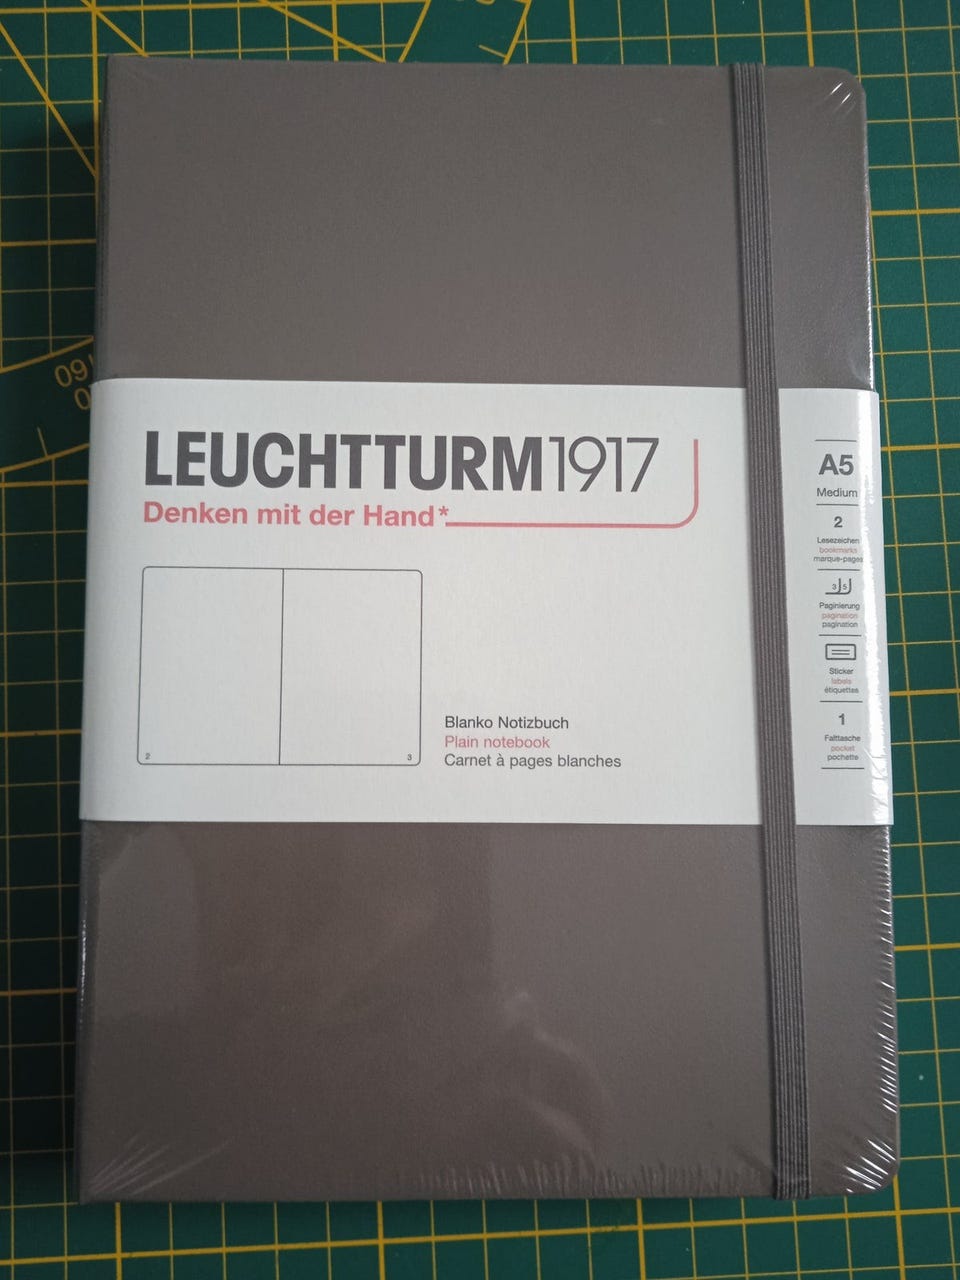 LEUCHTTURM1917
Denken mit der Hand*
2
3
Blanko Notizbuch
Plain notebook
Carnet à pages blanches
A5
Medium
2
Lesezeichen
bookmarks
marque-pages
3 5
Paginierung
pagination
pagination
Sticker
labels
étiquettes
1
Falttasche
pocket
pochette
60